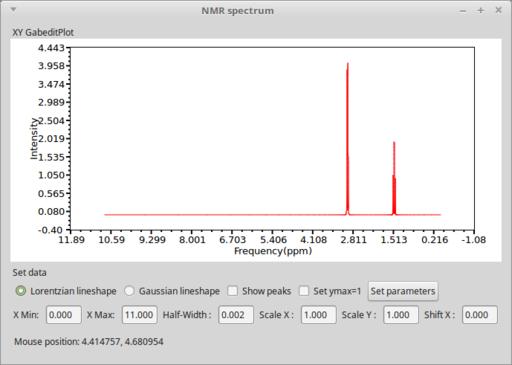 NMR spectrum
XY GabeditPlot
4.443
3.958
3.474
2.989
2.504
2.019
1.535
1.050
0.565
0.080
-0.40
Intensity
11.89 10.59 9.299 8.001 6.703 5.406 4.108 2.811 1.513 0.216 -1.08
Frequency(ppm)
Set data
Lorentzian lineshape Gaussian lineshape Show peaks Set ymax=1 Set parameters
X Min: 0.000 X Max: 11.000 Half-Width : 0.002 Scale X : 1.000 Scale Y : 1.000 Shift X : 0.000
Mouse position: 4.414757, 4.680954